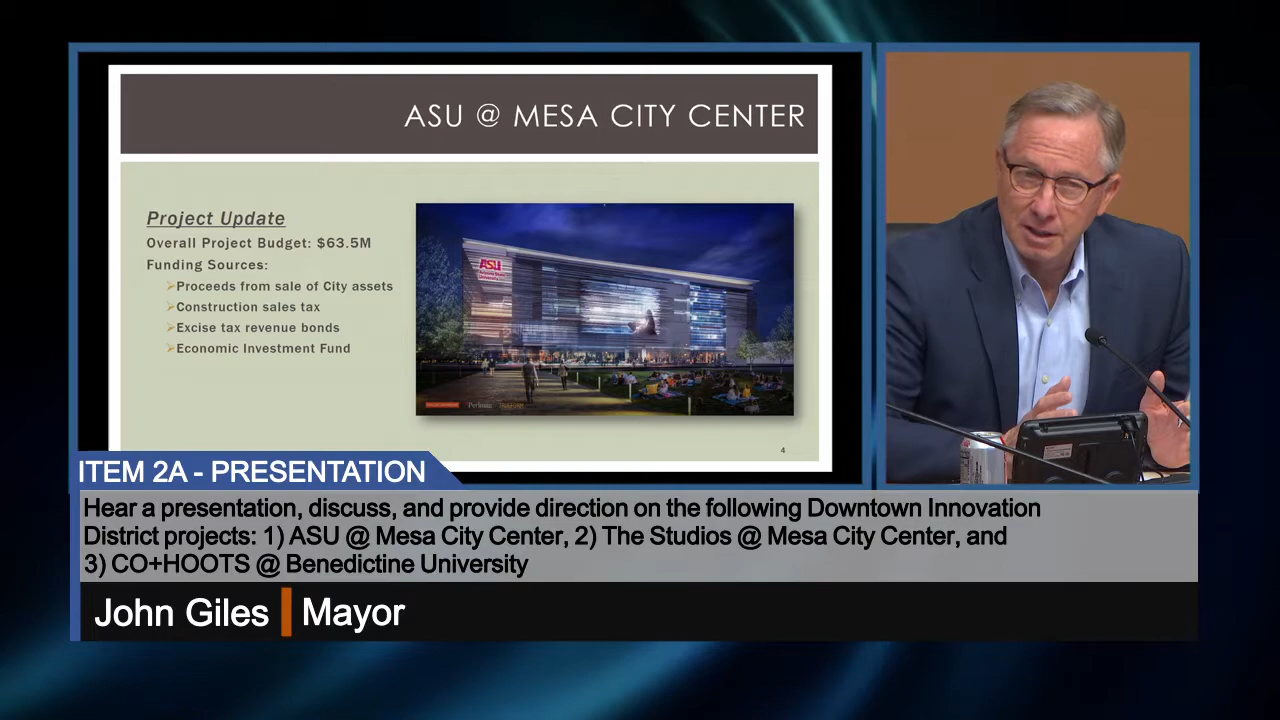 ASU @ MESA CITY CENTER
Project Update
Overall Project Budget: $63.5M
Funding Sources:
➢Proceeds from sale of City assets
➢Construction sales tax
➢Excise tax revenue bonds
➢Economic Investment Fund
ASU
4
ITEM 2A - PRESENTATION
Hear a presentation, discuss, and provide direction on the following Downtown Innovation
District projects: 1) ASU @ Mesa City Center, 2) The Studios @ Mesa City Center, and
3) CO+HOOTS @ Benedictine University
John Giles | Mayor